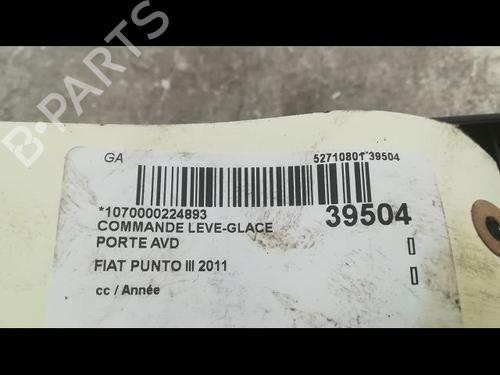 B-PARTS
GA
52710801*39504
*1070000224893
39504
COMMANDE LEVE-GLACE
PORTE AVD
FIAT PUNTO III 2011
cc / Année